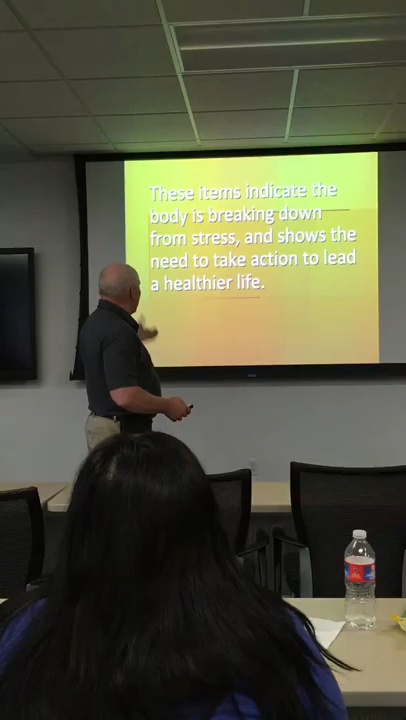 These items indicate the
body is breaking down
from stress, and shows the
need to take action to lead
a healthier life.